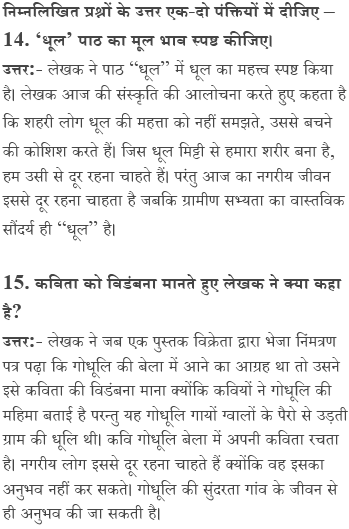 निम्नलिखित प्रश्नों के उत्तर एक-दो पंक्तियों में दीजिए –
14. ‘धूल’ पाठ का मूल भाव स्पष्ट कीजिए।
उत्तर:- लेखक ने पाठ “धूल” में धूल का महत्त्व स्पष्ट किया
है। लेखक आज की संस्कृति की आलोचना करते हुए कहता है
कि शहरी लोग धूल की महत्ता को नहीं समझते, उससे बचने
की कोशिश करते हैं। जिस धूल मिट्टी से हमारा शरीर बना है,
हम उसी से दूर रहना चाहते हैं। परंतु आज का नगरीय जीवन
इससे दूर रहना चाहता है जबकि ग्रामीण सभ्यता का वास्तविक
सौंदर्य ही “धूल” है।
15. कविता को विडंबना मानते हुए लेखक ने क्या कहा
है?
उत्तर:- लेखक ने जब एक पुस्तक विक्रेता द्वारा भेजा निंमत्रण
पत्र पढ़ा कि गोधूलि की बेला में आने का आग्रह था तो उसने
इसे कविता की विडंबना माना क्योंकि कवियों ने गोधूलि की
महिमा बताई है परन्तु यह गोधूलि गायों ग्वालों के पैरो से उड़ती
ग्राम की धूलि थी। कवि गोधूलि बेला में अपनी कविता रचता
है। नगरीय लोग इससे दूर रहना चाहते हैं क्योंकि वह इसका
अनुभव नहीं कर सकते। गोधूलि की सुंदरता गांव के जीवन से
ही अनुभव की जा सकती है।